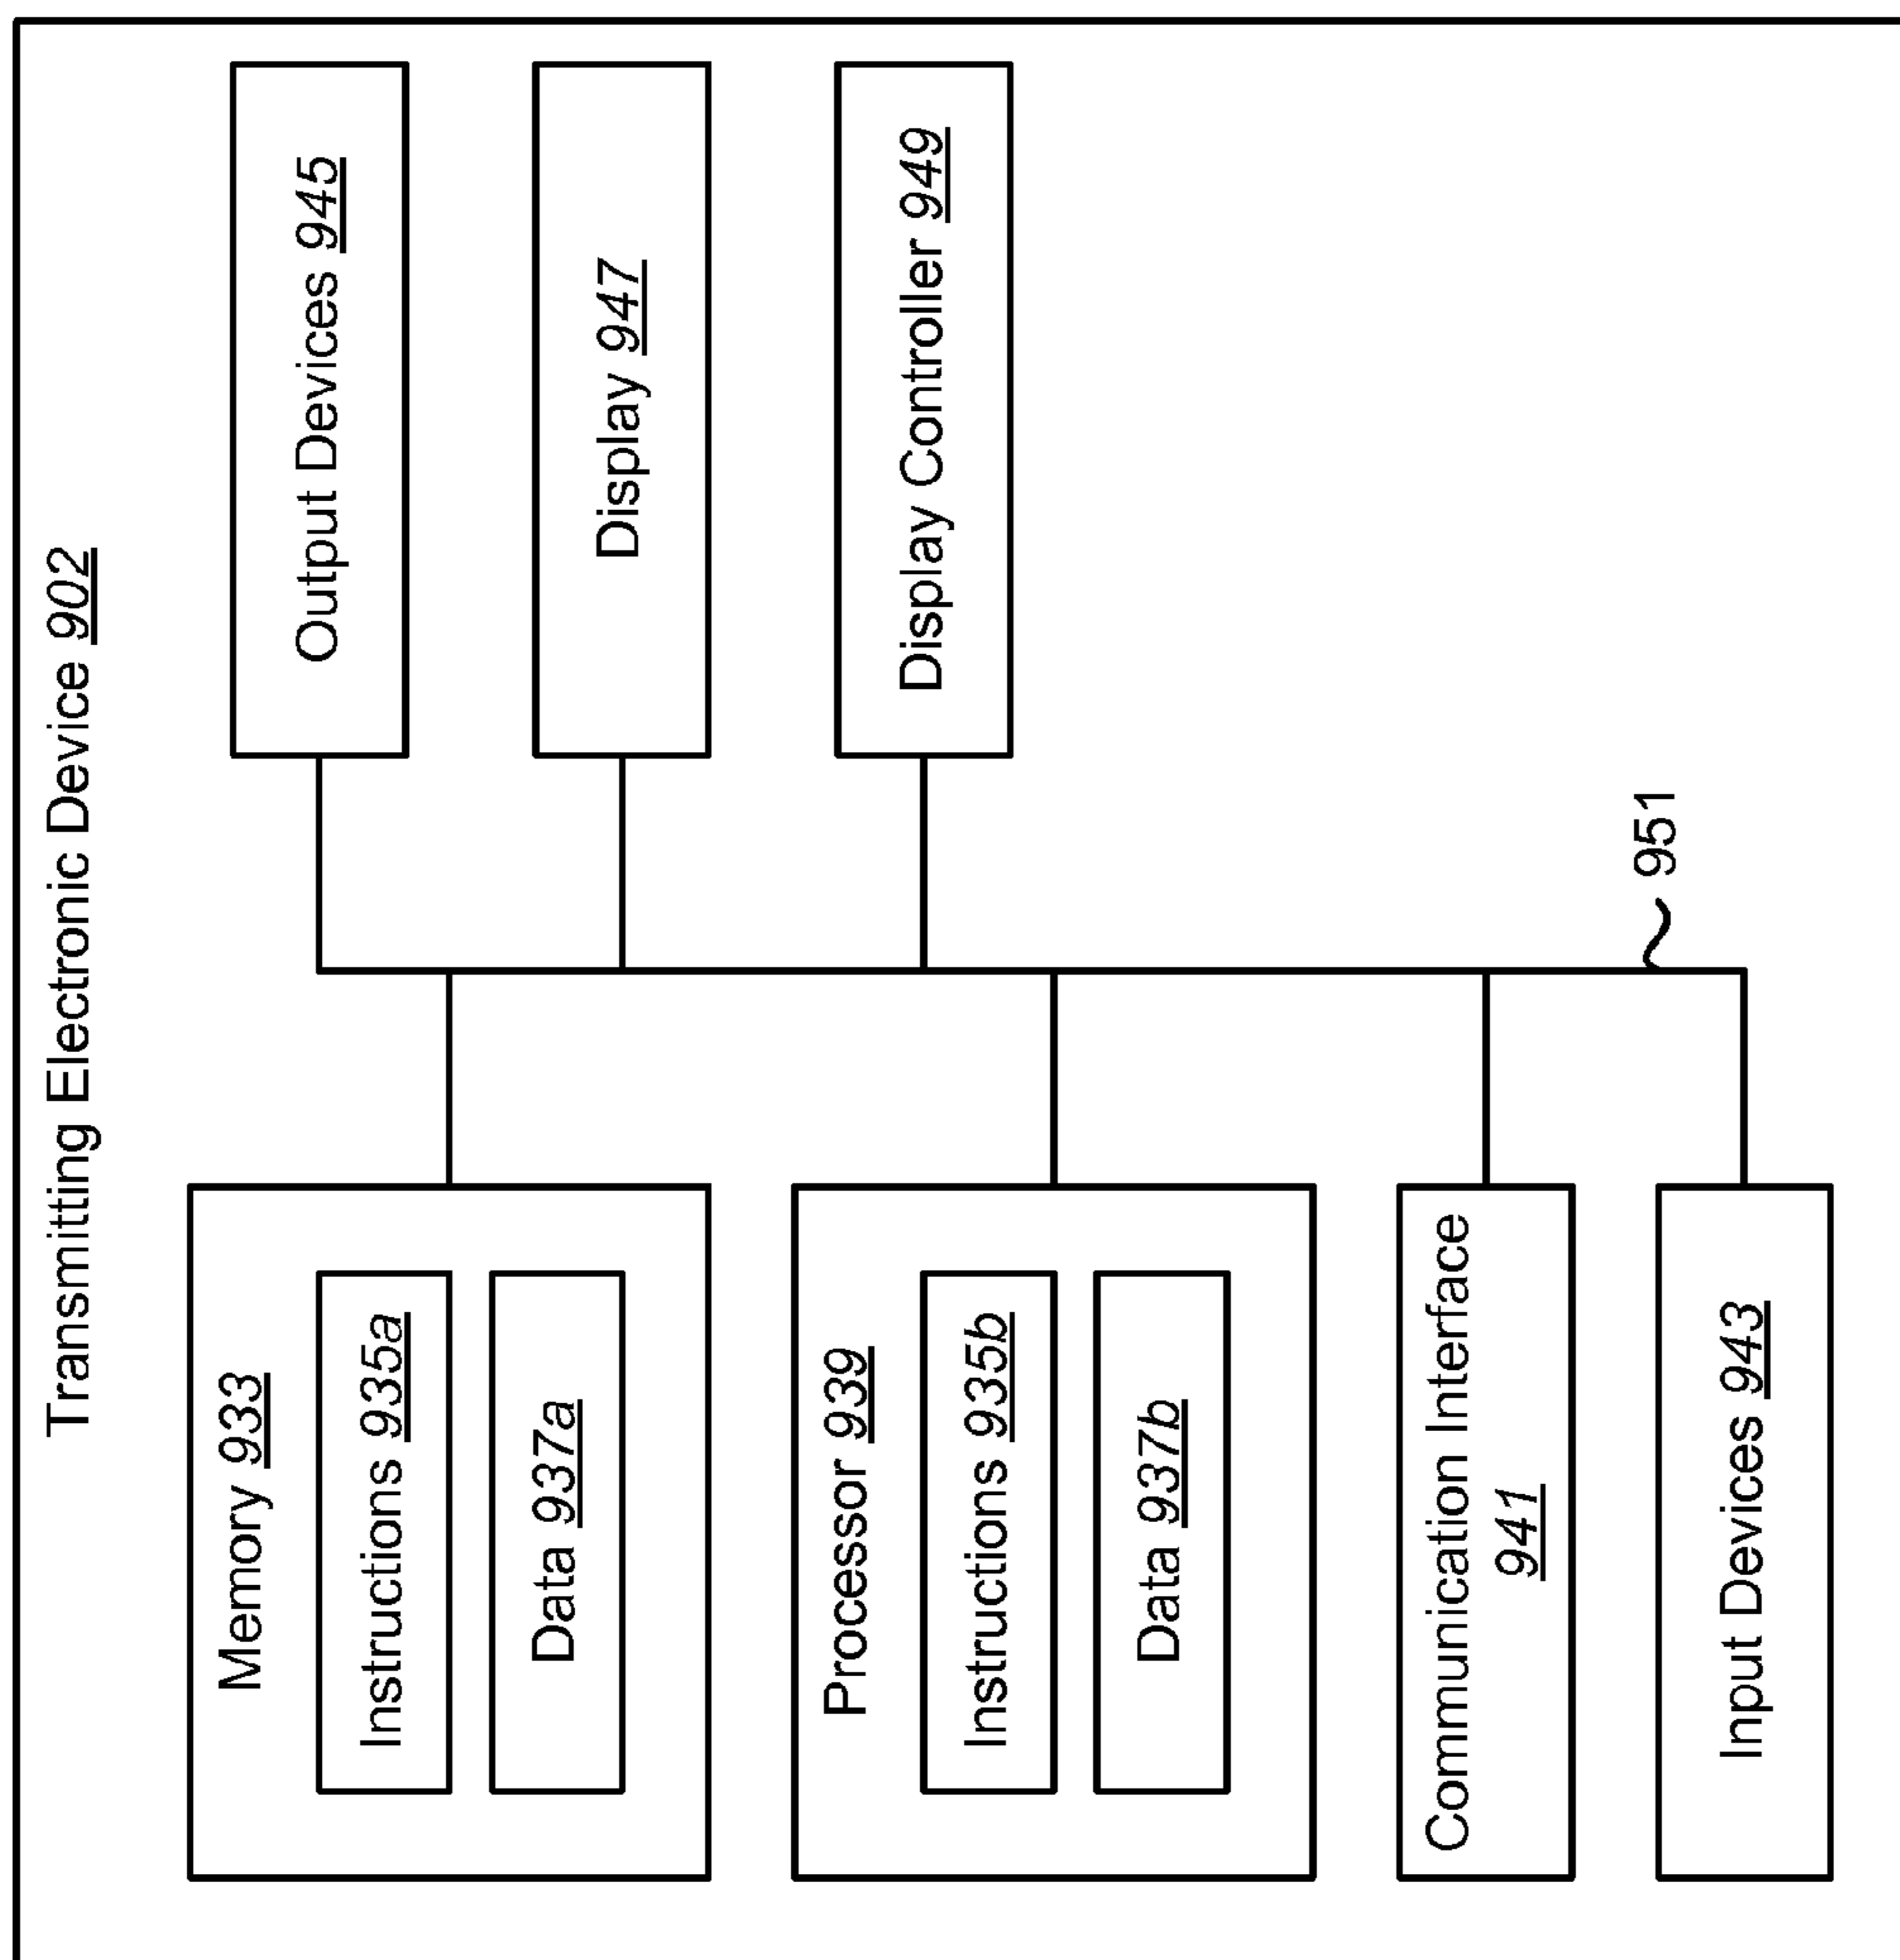 Transmitting Electronic Device 902
Memory 933
Instructions 935a
Data 937a
Processor 939
Instructions 935b
Data 937b
Communication Interface
941
Input Devices 943
Output Devices 945
Display 947
Display Controller 949
951